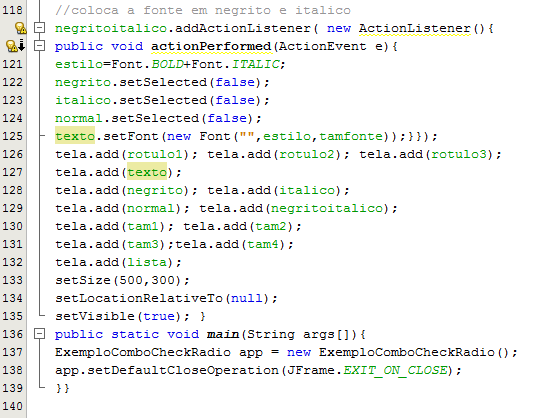 118 //coloca a fonte em negrito e italico
negritoitalico.addActionListener( new ActionListener(){
public void actionPerformed(ActionEvent e){
121 estilo=Font.BOLD+Font.ITALIC;
122 negrito.setSelected(false);
123 italico.setSelected(false);
124 normal.setSelected(false);
125 texto.setFont(new Font("",estilo,tamfonte));}});
126 tela.add(rotulo1); tela.add(rotulo2); tela.add(rotulo3);
127 tela.add(texto);
128 tela.add(negrito); tela.add(italico);
129 tela.add(normal); tela.add(negritoitalico);
130 tela.add(tam1); tela.add(tam2);
131 tela.add(tam3);tela.add(tam4);
132 tela.add(lista);
133 setSize(500,300);
134 setLocationRelativeTo(null);
135 setVisible(true); }
136 public static void main(String args[]){
137 ExemploComboCheckRadio app = new ExemploComboCheckRadio();
138 app.setDefaultCloseOperation(JFrame.EXIT_ON_CLOSE);
139 }}
140